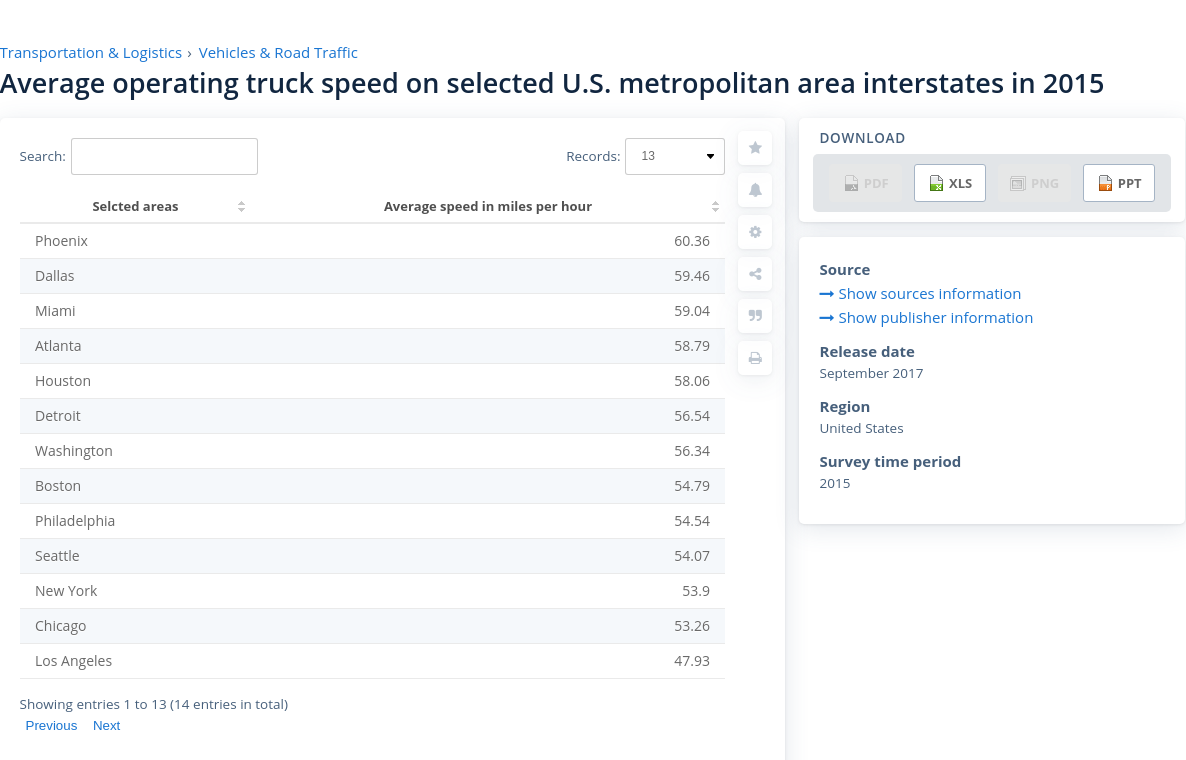 Transportation & Logistics › Vehicles & Road Traffic
Average operating truck speed on selected U.S. metropolitan area interstates in 2015
Search:
Records: 13
Selcted areas Average speed in miles per hour
Phoenix 60.36
Dallas 59.46
Miami 59.04
Atlanta 58.79
Houston 58.06
Detroit 56.54
Washington 56.34
Boston 54.79
Philadelphia 54.54
Seattle 54.07
New York 53.9
Chicago 53.26
Los Angeles 47.93
Showing entries 1 to 13 (14 entries in total)
Previous Next
DOWNLOAD
PDF XLS PNG PPT
Source
Show sources information
Show publisher information
Release date
September 2017
Region
United States
Survey time period
2015